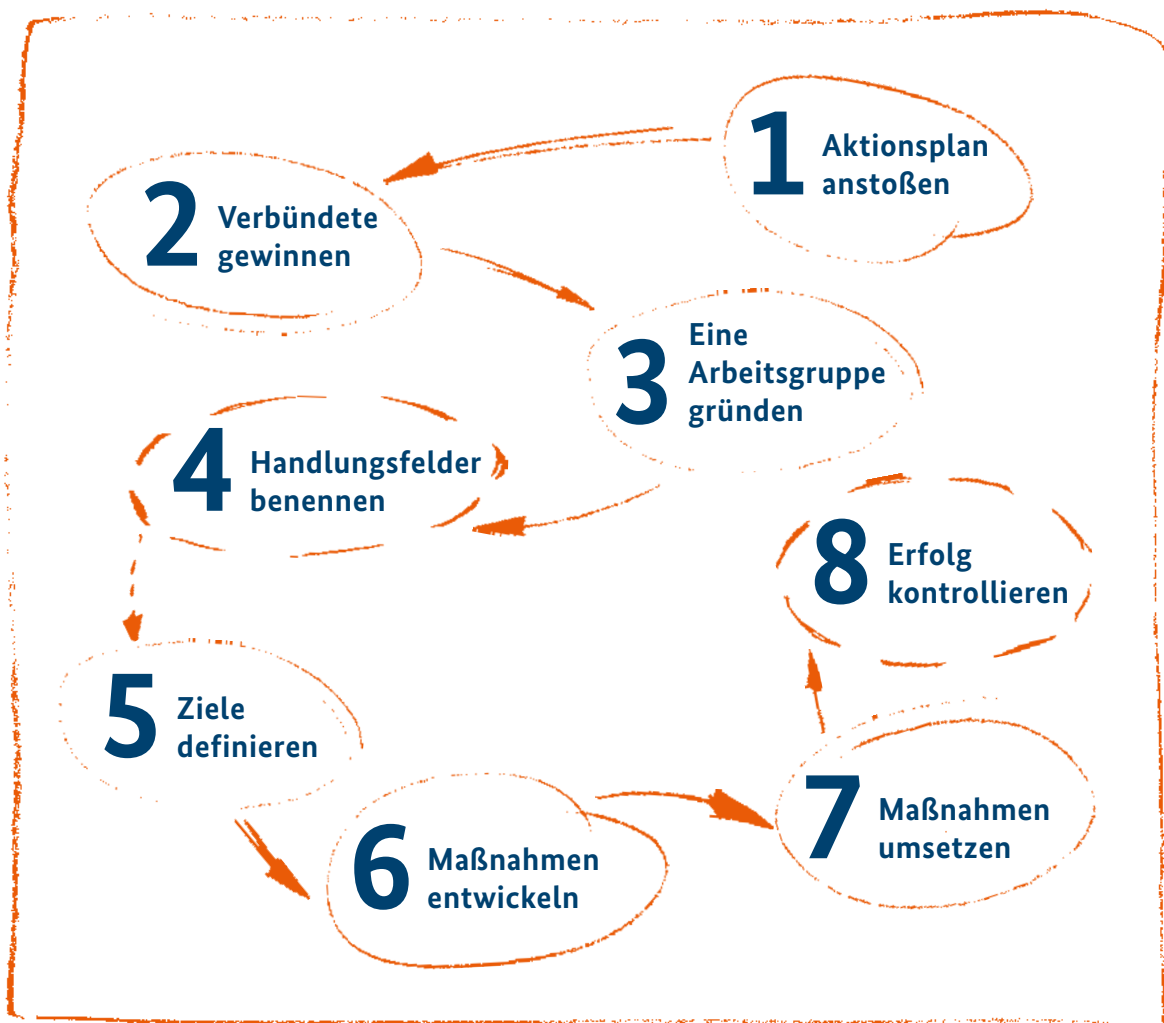 1 Aktionsplan
anstoßen
2 Verbündete
gewinnen
3 Eine
Arbeitsgruppe
gründen
4 Handlungsfelder
benennen
5 Ziele
definieren
6 Maßnahmen
entwickeln
7 Maßnahmen
umsetzen
8 Erfolg
kontrollieren